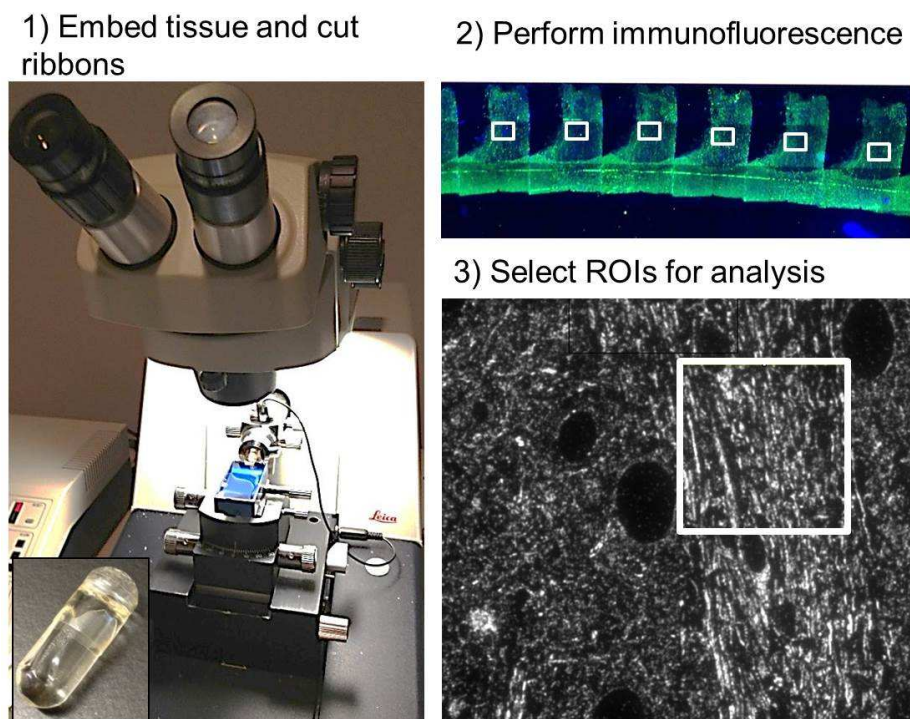 1) Embed tissue and cut
ribbons
2) Perform immunofluorescence
3) Select ROIs for analysis
Leica